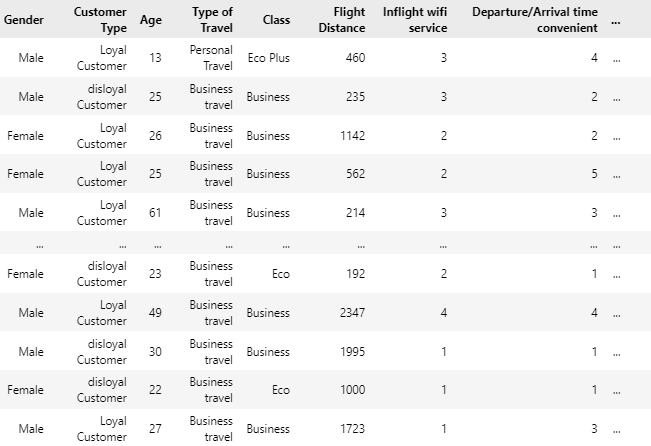 Gender Customer Type Age Type of Travel Class Flight Distance Inflight wifi service Departure/Arrival time convenient ...
Male Loyal Customer 13 Personal Travel Eco Plus 460 3 4 ...
Male disloyal Customer 25 Business travel Business 235 3 2 ...
Female Loyal Customer 26 Business travel Business 1142 2 2 ...
Female Loyal Customer 25 Business travel Business 562 2 5 ...
Male Loyal Customer 61 Business travel Business 214 3 3 ...
... ... ... ... ... ... ... ... ...
Female disloyal Customer 23 Business travel Eco 192 2 1 ...
Male Loyal Customer 49 Business travel Business 2347 4 4 ...
Male disloyal Customer 30 Business travel Business 1995 1 1 ...
Female disloyal Customer 22 Business travel Eco 1000 1 1 ...
Male Loyal Customer 27 Business travel Business 1723 1 3 ...